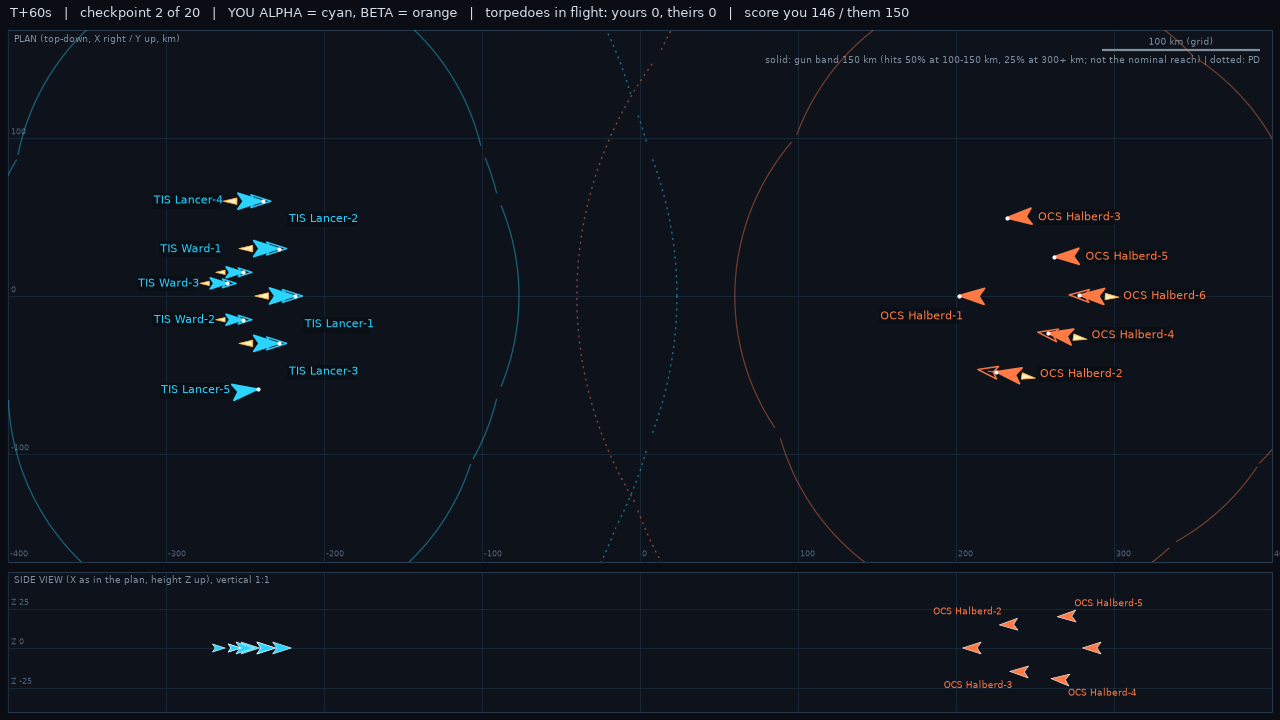 T+60s | checkpoint 2 of 20 | YOU ALPHA = cyan, BETA = orange | torpedoes in flight: yours 0, theirs 0 | score you 146 / them 150
PLAN (top-down, X right / Y up, km)
100 km (grid)
solid: gun band 150 km (hits 50% at 100-150 km, 25% at 300+ km; not the nominal reach) | dotted: PD
100
TIS Lancer-4
TIS Lancer-2
OCS Halberd-3
TIS Ward-1
OCS Halberd-5
TIS Ward-3
0
OCS Halberd-6
TIS Ward-2
TIS Lancer-1
OCS Halberd-1
OCS Halberd-4
TIS Lancer-3
OCS Halberd-2
TIS Lancer-5
-100
-400 -300 -200 -100 0 100 200 300 4
SIDE VIEW (X as in the plan, height Z up), vertical 1:1
Z 25
OCS Halberd-5
OCS Halberd-2
Z 0
Z -25
OCS Halberd-3
OCS Halberd-4